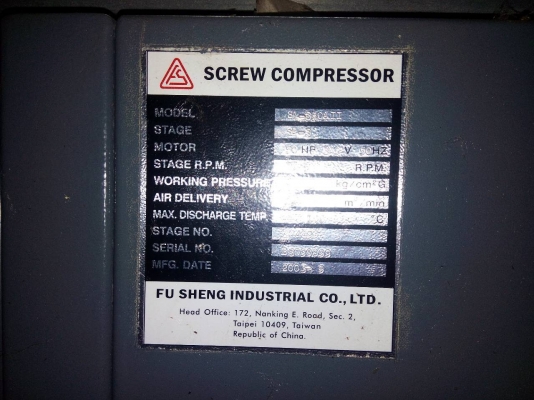 SCREW COMPRESSOR
MODEL
STAGE
MOTOR HP V HZ
STAGE R.P.M. R.P.M.
WORKING PRESSURE kg/cm²G
AIR DELIVERY m³/min
MAX. DISCHARGE TEMP. °C
STAGE NO.
SERIAL NO.
MFG. DATE
FU SHENG INDUSTRIAL CO., LTD.
Head Office: 172, Nanking E. Road, Sec. 2,
Taipei 10409, Taiwan
Republic of China.